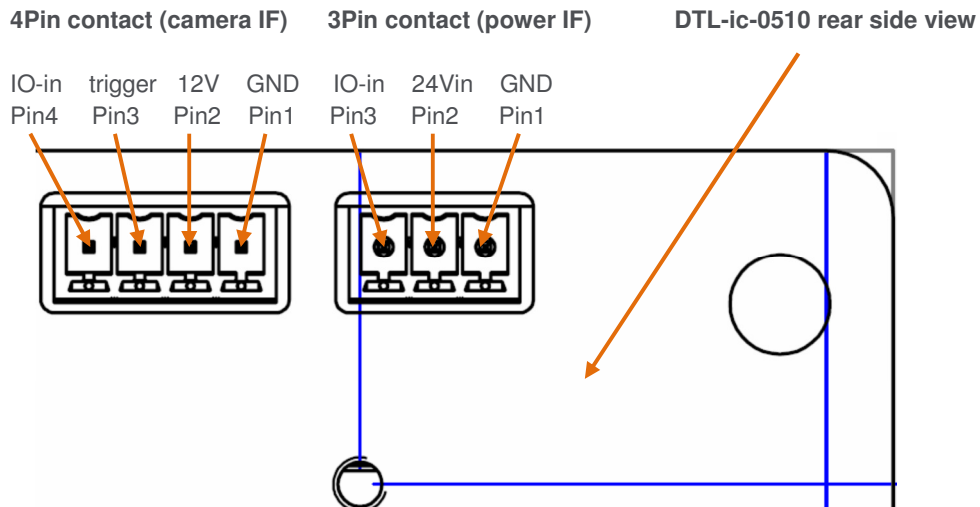 4Pin contact (camera IF) 3Pin contact (power IF) DTL-ic-0510 rear side view
IO-in trigger 12V GND IO-in 24Vin GND
Pin4 Pin3 Pin2 Pin1 Pin3 Pin2 Pin1